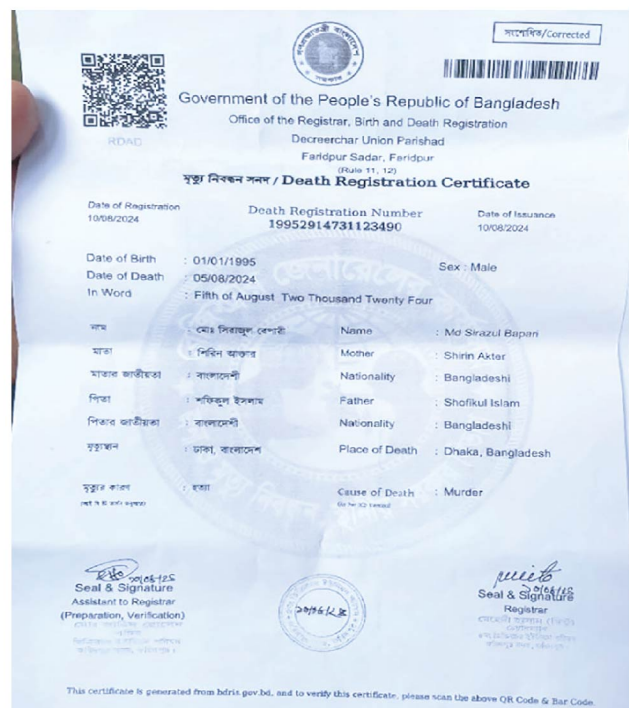 সংশোধিত/Corrected
RDAD
Government of the People's Republic of Bangladesh
Office of the Registrar, Birth and Death Registration
Decreerchar Union Parishad
Faridpur Sadar, Faridpur
(Rule 11, 12)
মৃত্যু নিবন্ধন সনদ / Death Registration Certificate
Date of Registration Death Registration Number Date of Issuance
10/08/2024 19952914731123490 10/08/2024
Date of Birth : 01/01/1995 Sex : Male
Date of Death : 05/08/2024
In Word : Fifth of August Two Thousand Twenty Four
নাম : মোঃ সিরাজুল বেপারী Name : Md Sirazul Bapari
মাতা : শিরিন আক্তার Mother : Shirin Akter
মাতার জাতীয়তা : বাংলাদেশী Nationality : Bangladeshi
পিতা : শফিকুল ইসলাম Father : Shofikul Islam
পিতার জাতীয়তা : বাংলাদেশী Nationality : Bangladeshi
মৃত্যুস্থান : ঢাকা, বাংলাদেশ Place of Death : Dhaka, Bangladesh
মৃত্যুর কারণ : হত্যা Cause of Death : Murder
Seal & Signature Seal & Signature
Assistant to Registrar Registrar
(Preparation, Verification)
This certificate is generated from bdris.gov.bd, and to verify this certificate, please scan the above QR Code & Bar Code.